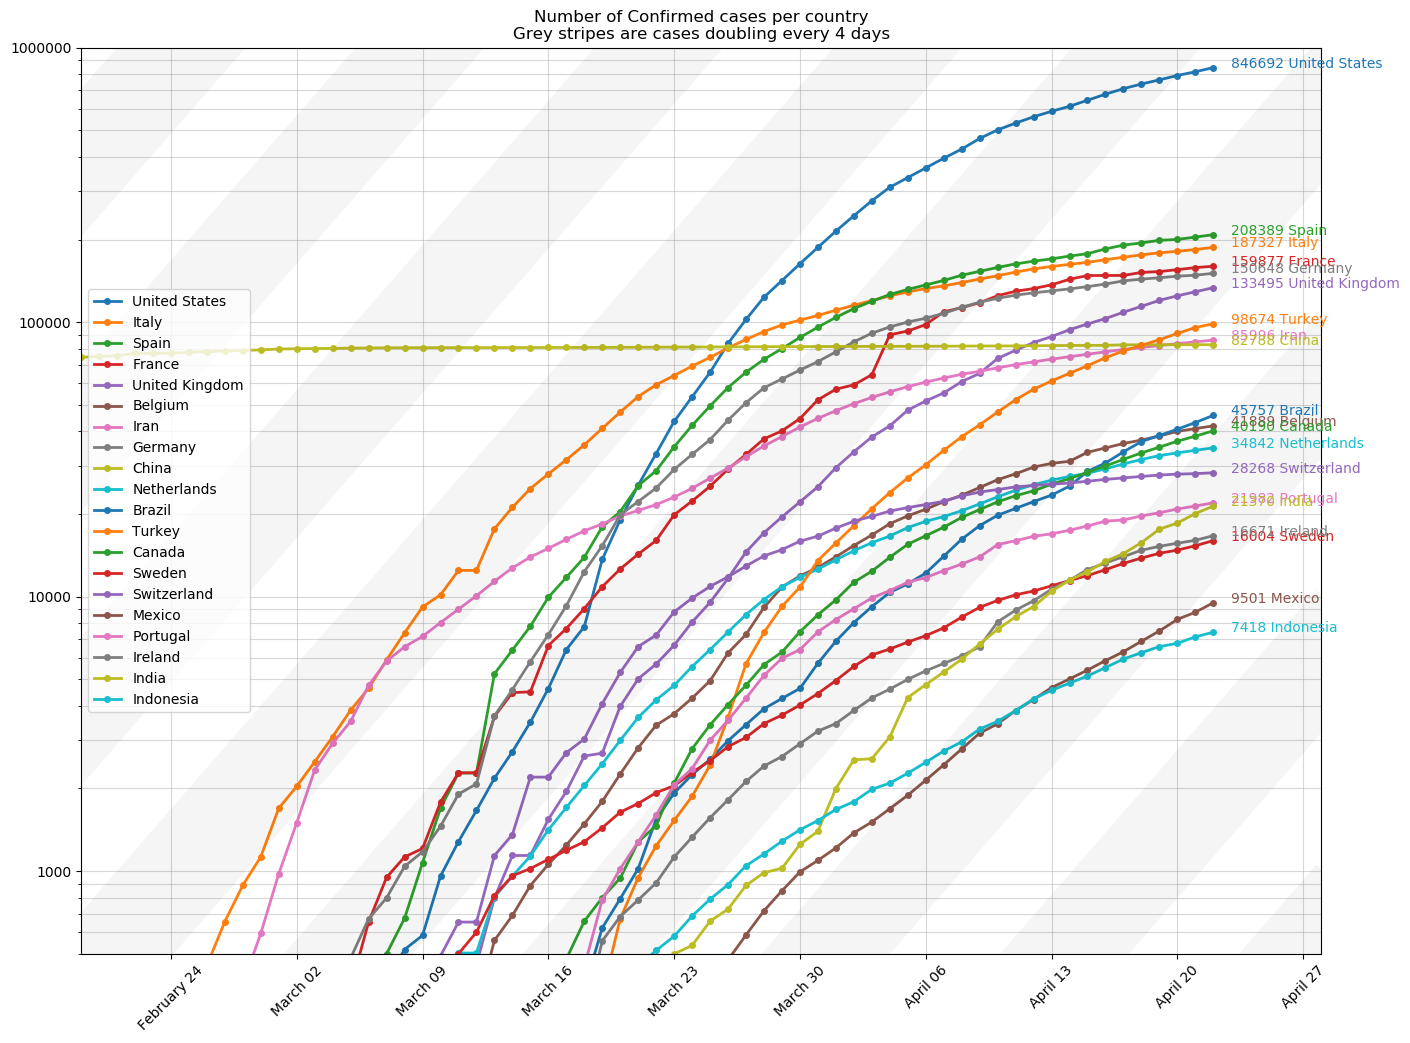 Number of Confirmed cases per country
Grey stripes are cases doubling every 4 days
1000000
100000
10000
1000
846692 United States
208389 Spain
187327 Italy
159877 France
150648 Germany
133495 United Kingdom
98674 Turkey
85996 Iran
82788 China
45757 Brazil
41889 Belgium
40190 Canada
34842 Netherlands
28268 Switzerland
21982 Portugal
21370 India
16671 Ireland
16004 Sweden
9501 Mexico
7418 Indonesia
United States
Italy
Spain
France
United Kingdom
Belgium
Iran
Germany
China
Netherlands
Brazil
Turkey
Canada
Sweden
Switzerland
Mexico
Portugal
Ireland
India
Indonesia
February 24
March 02
March 09
March 16
March 23
March 30
April 06
April 13
April 20
April 27